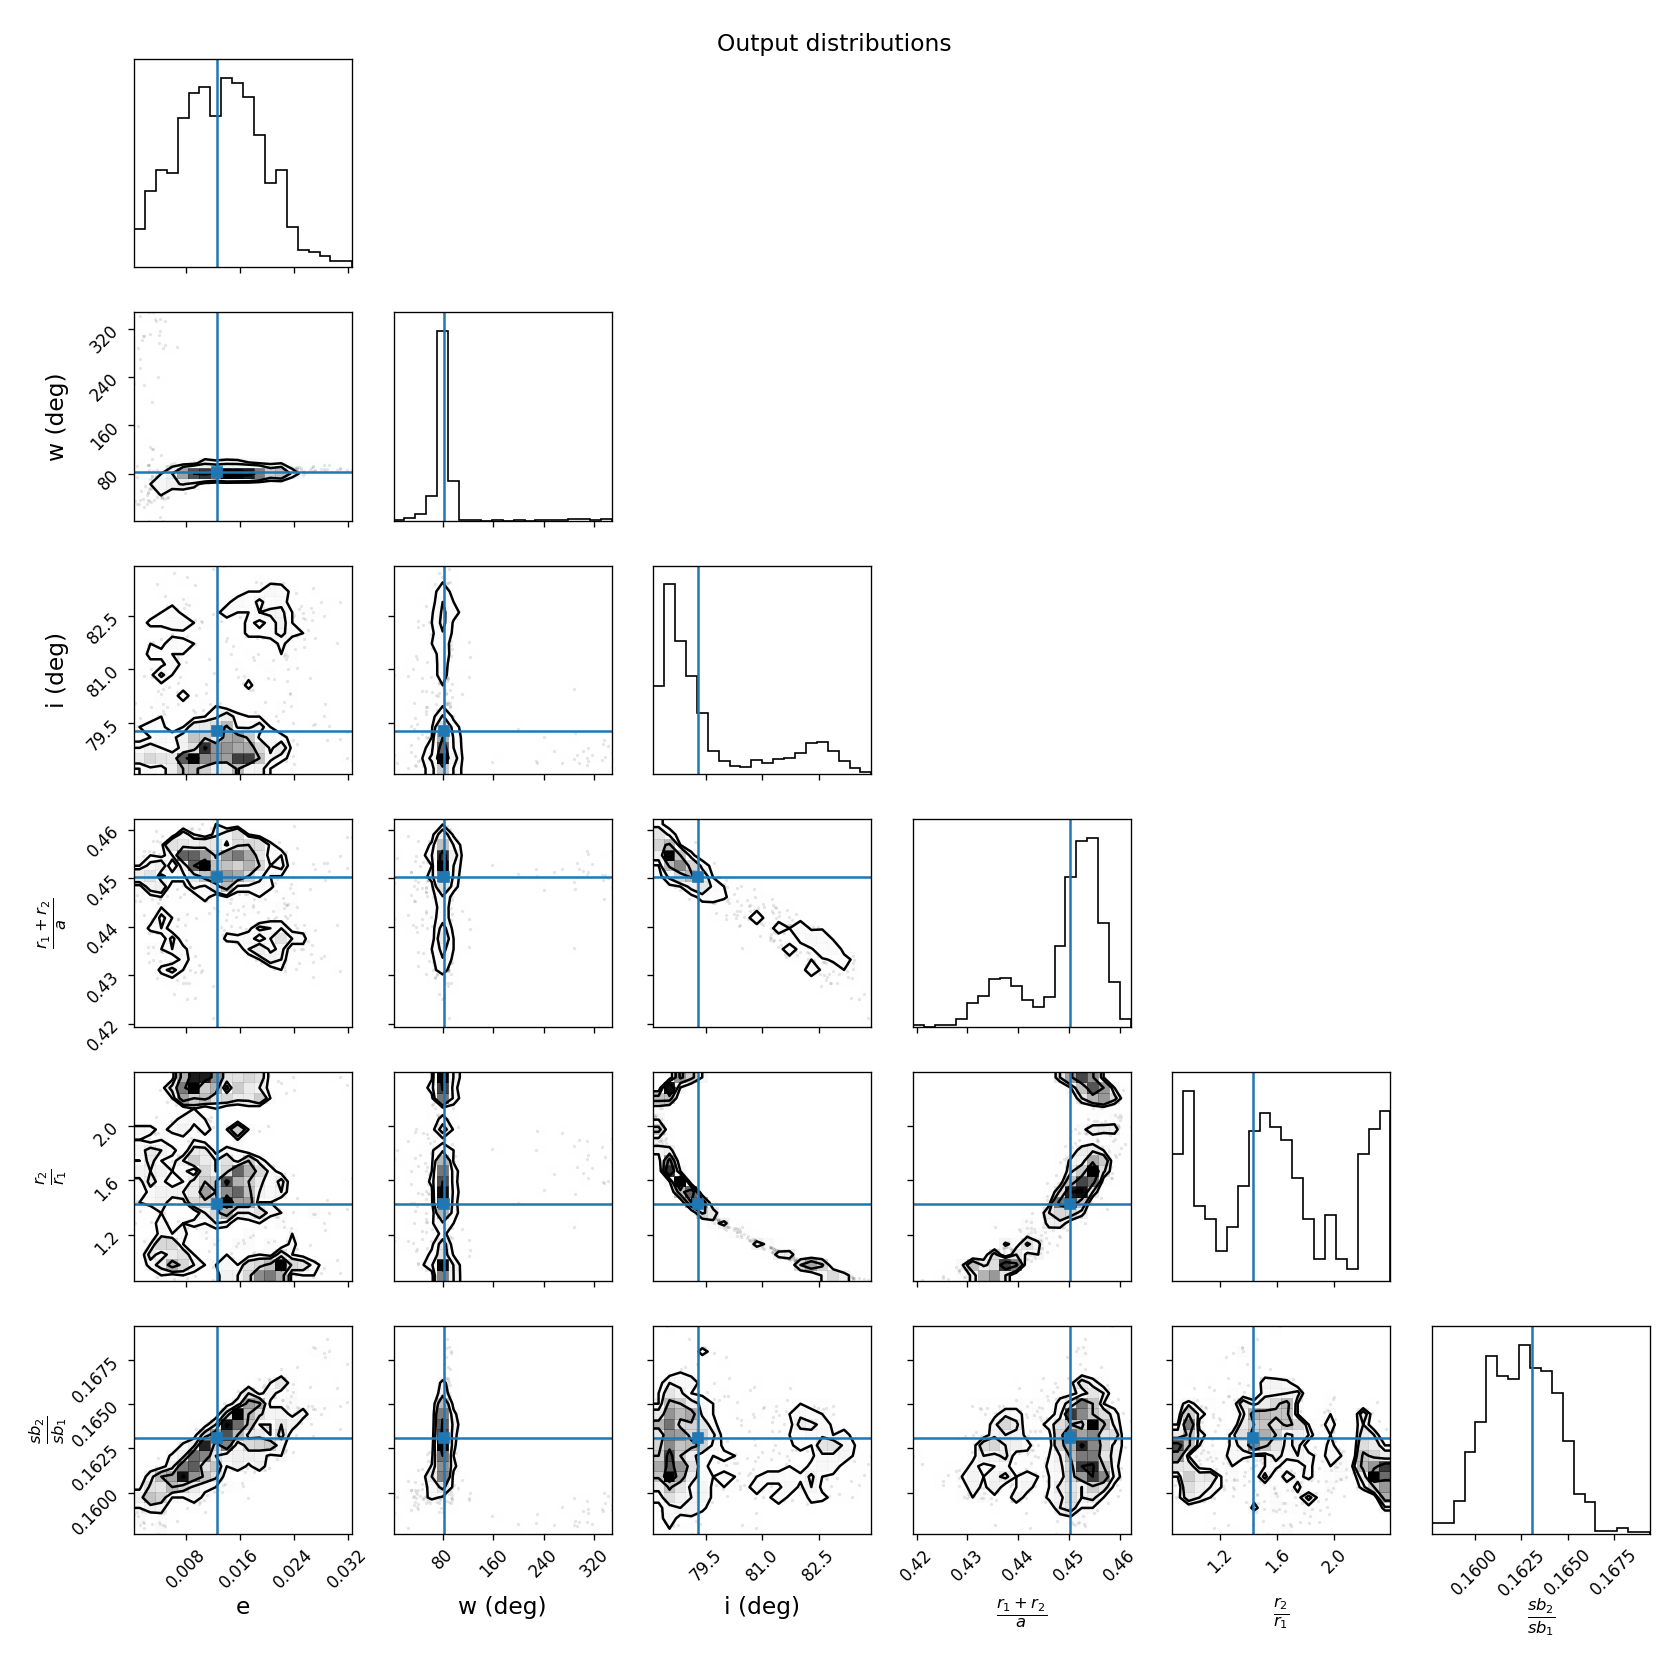 Output distributions
w (deg)
320
240
160
80
i (deg)
82.5
81.0
79.5
r₁ + r₂
a
0.46
0.45
0.44
0.43
0.42
r₂
r₁
2.0
1.6
1.2
sb₂
sb₁
0.1675
0.1650
0.1625
0.1600
0.008 0.016 0.024 0.032 80 160 240 320 79.5 81.0 82.5 0.42 0.43 0.44 0.45 0.46 1.2 1.6 2.0 0.1600 0.1625 0.1650 0.1675
e w (deg) i (deg) r₁ + r₂ r₂ sb₂
a r₁ sb₁